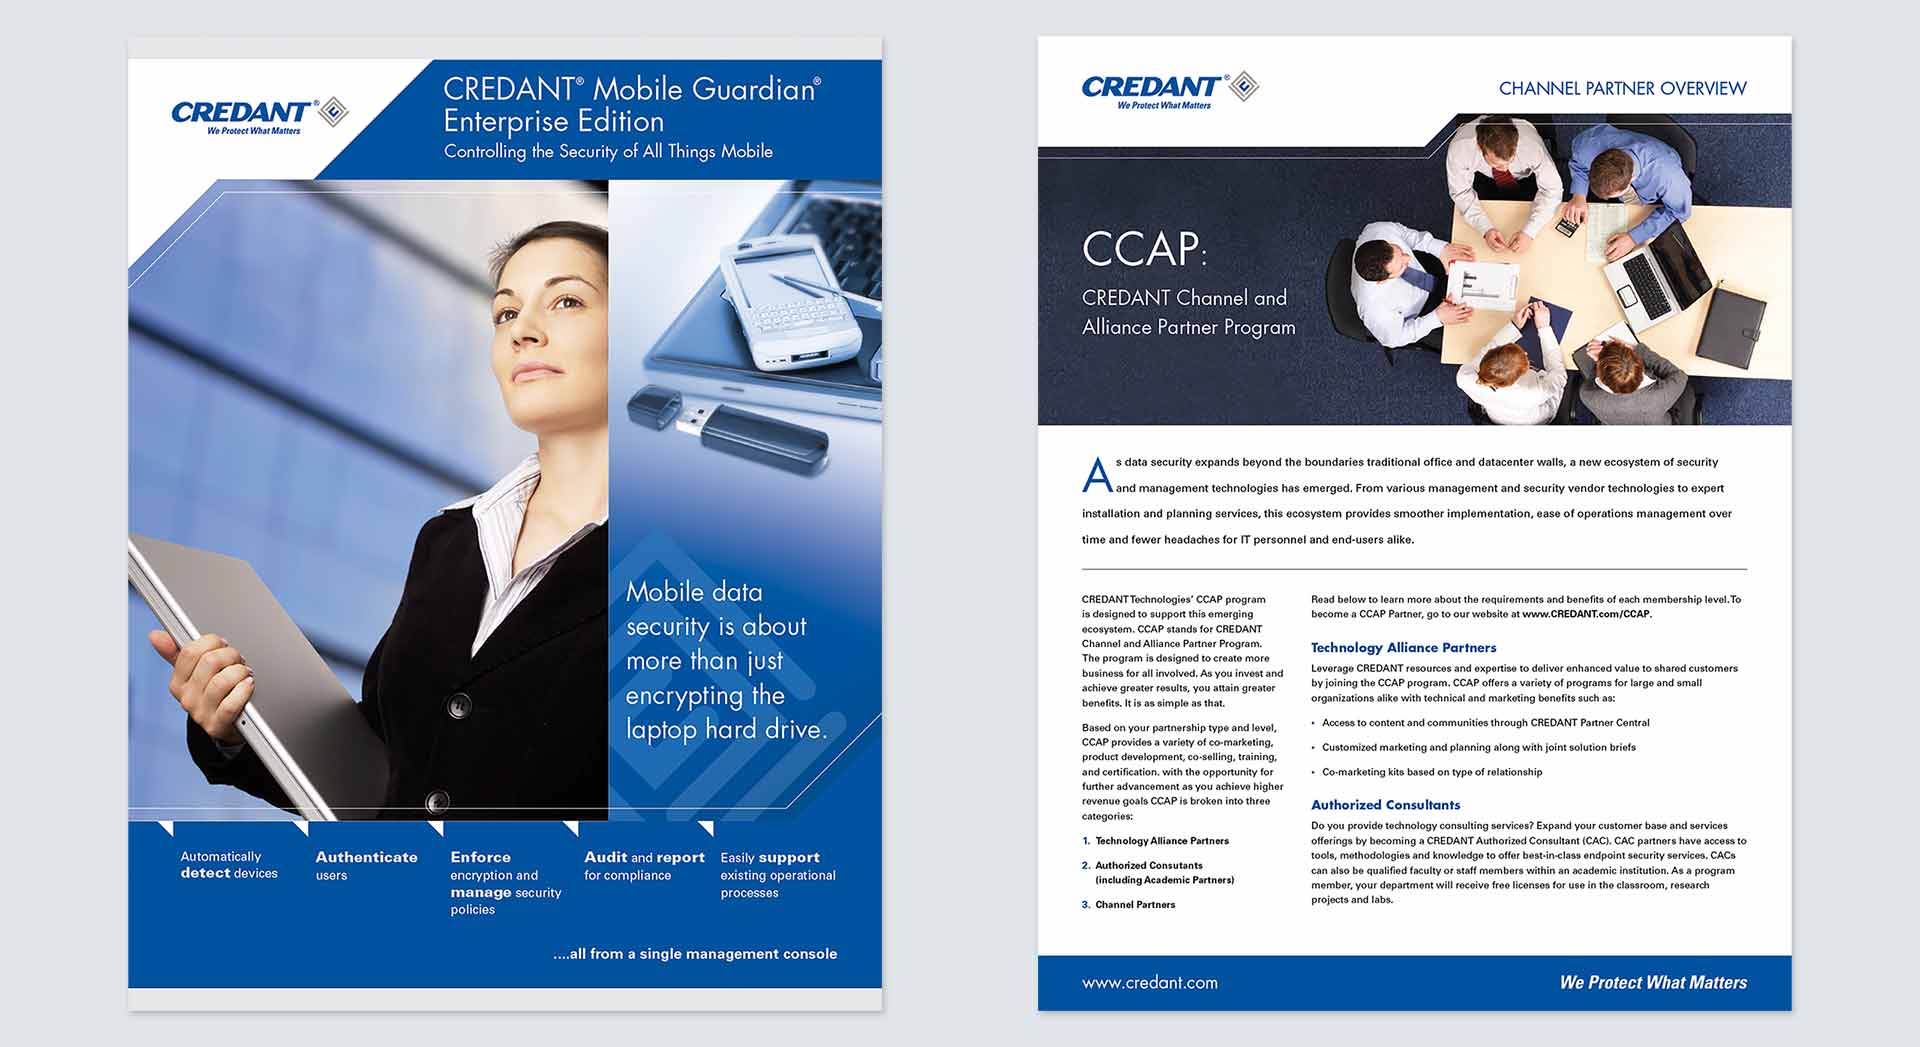 CREDANT®
We Protect What Matters
CREDANT® Mobile Guardian®
Enterprise Edition
Controlling the Security of All Things Mobile
Mobile data
security is about
more than just
encrypting the
laptop hard drive.
Automatically
detect devices
Authenticate
users
Enforce
encryption and
manage security
policies
Audit and report
for compliance
Easily support
existing operational
processes
....all from a single management console
CREDANT®
We Protect What Matters
CHANNEL PARTNER OVERVIEW
CCAP:
CREDANT Channel and
Alliance Partner Program
As data security expands beyond the boundaries traditional office and datacenter walls, a new ecosystem of security
and management technologies has emerged. From various management and security vendor technologies to expert
installation and planning services, this ecosystem provides smoother implementation, ease of operations management over
time and fewer headaches for IT personnel and end-users alike.
CREDANT Technologies’ CCAP program
is designed to support this emerging
ecosystem. CCAP stands for CREDANT
Channel and Alliance Partner Program.
The program is designed to create more
business for all involved. As you invest and
achieve greater results, you attain greater
benefits. It is as simple as that.
Based on your partnership type and level,
CCAP provides a variety of co-marketing,
product development, co-selling, training,
and certification. with the opportunity for
further advancement as you achieve higher
revenue goals CCAP is broken into three
categories:
1. Technology Alliance Partners
2. Authorized Consutants
(including Academic Partners)
3. Channel Partners
Read below to learn more about the requirements and benefits of each membership level. To
become a CCAP Partner, go to our website at www.CREDANT.com/CCAP.
Technology Alliance Partners
Leverage CREDANT resources and expertise to deliver enhanced value to shared customers
by joining the CCAP program. CCAP offers a variety of programs for large and small
organizations alike with technical and marketing benefits such as:
• Access to content and communities through CREDANT Partner Central
• Customized marketing and planning along with joint solution briefs
• Co-marketing kits based on type of relationship
Authorized Consultants
Do you provide technology consulting services? Expand your customer base and services
offerings by becoming a CREDANT Authorized Consultant (CAC). CAC partners have access to
tools, methodologies and knowledge to offer best-in-class endpoint security services. CACs
can also be qualified faculty or staff members within an academic institution. As a program
member, your department will receive free licenses for use in the classroom, research
projects and labs.
www.credant.com
We Protect What Matters